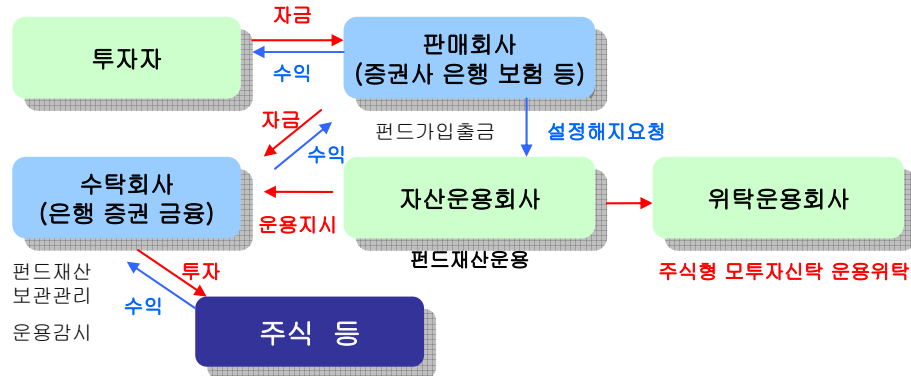 자금
투자자
판매회사
(증권사 은행 보험 등)
수익
자금
펀드가입출금
설정해지요청
수익
수탁회사
(은행 증권 금융)
자산운용회사
위탁운용회사
운용지시
펀드재산운용
주식형 모투자신탁 운용위탁
펀드재산
보관관리
투자
수익
운용감시
주식 등